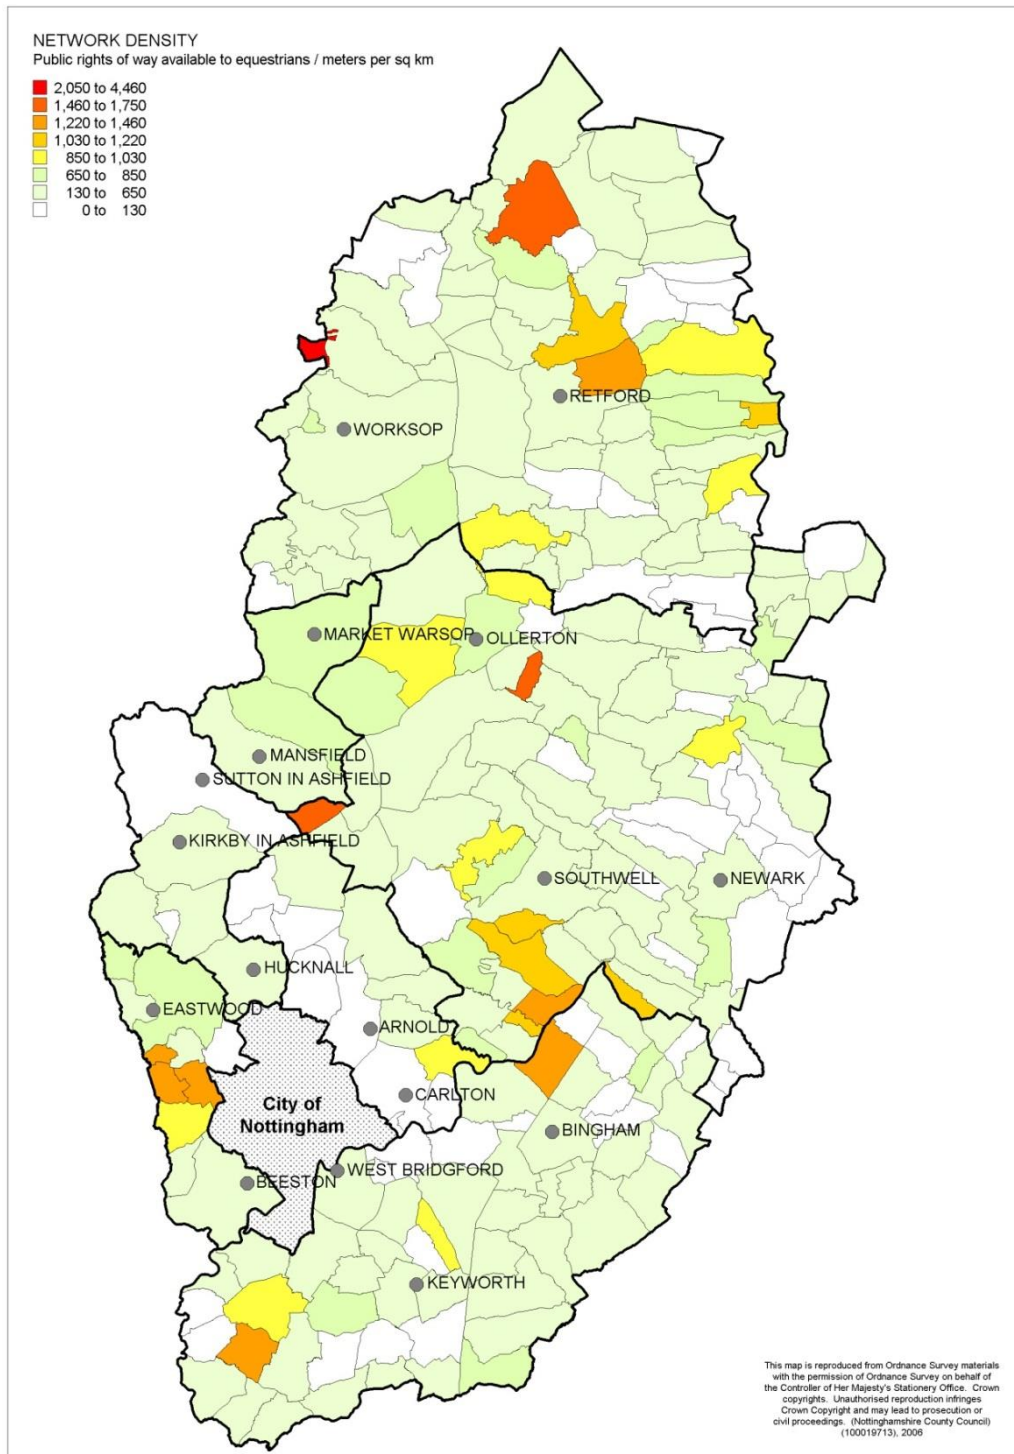 NETWORK DENSITY
Public rights of way available to equestrians / meters per sq km
2,050 to 4,460
1,460 to 1,750
1,220 to 1,460
1,030 to 1,220
850 to 1,030
650 to 850
130 to 650
0 to 130
RETFORD
WORKSOP
MARKET WARSOP
OLLERTON
MANSFIELD
SUTTON IN ASHFIELD
KIRKBY IN ASHFIELD
SOUTHWELL
NEWARK
HUCKNALL
EASTWOOD
ARNOLD
CARLTON
City of
Nottingham
BINGHAM
WEST BRIDGFORD
BEESTON
KEYWORTH
This map is reproduced from Ordnance Survey materials
with the permission of Ordnance Survey on behalf of
the Controller of Her Majesty's Stationery Office. Crown
copyrights. Unauthorised reproduction infringes
Crown Copyright and may lead to prosecution or
civil proceedings. (Nottinghamshire County Council)
(100019713), 2006